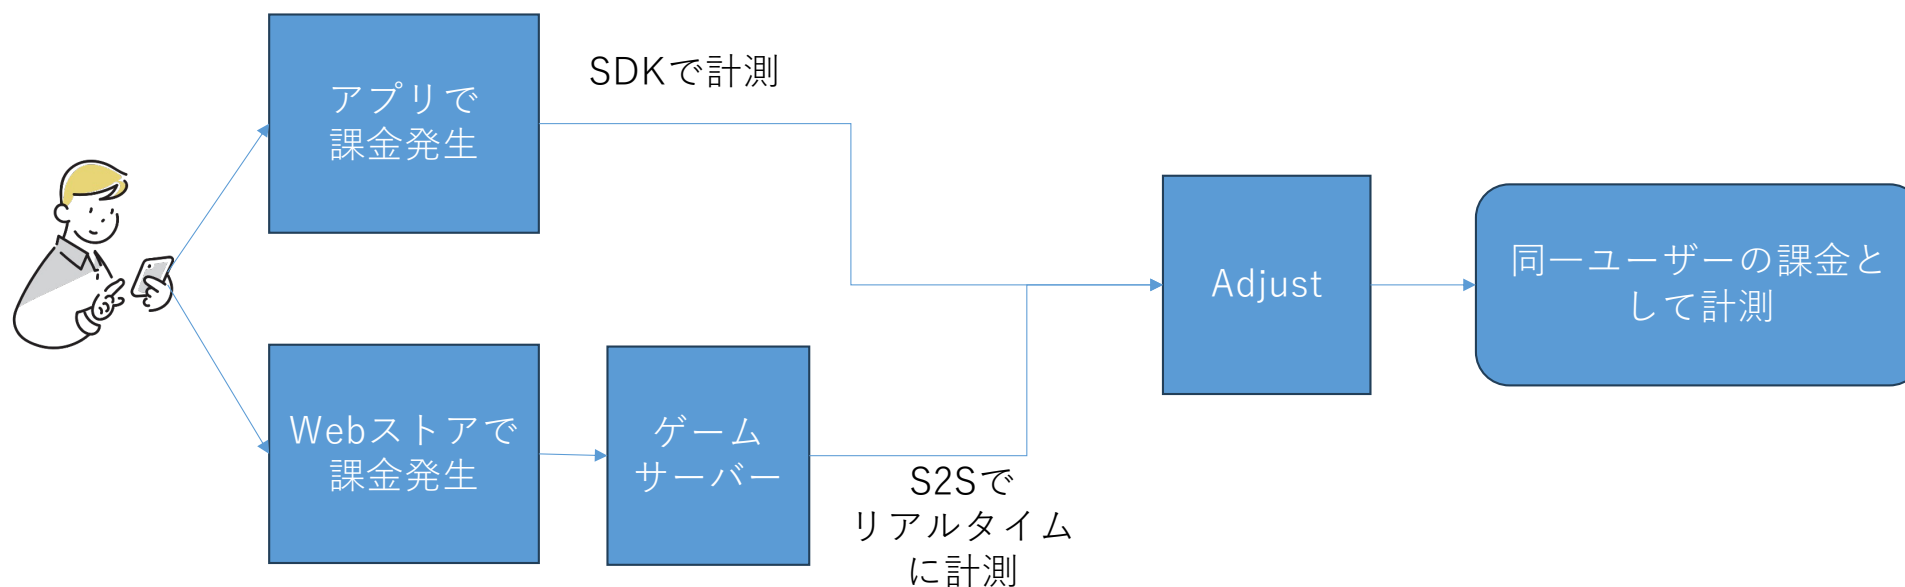 アプリで
課金発生
SDKで計測
Webストアで
課金発生
ゲーム
サーバー
S2Sで
リアルタイム
に計測
Adjust
同一ユーザーの課金と
して計測